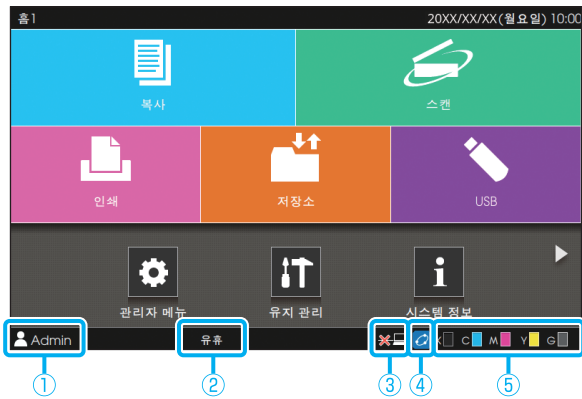 홈1 20XX/XX/XX(월요일) 10:00
복사 스캔
인쇄 저장소 USB
관리자 메뉴 유지 관리 시스템 정보
Admin 유휴 K C M Y G
① ② ③ ④ ⑤